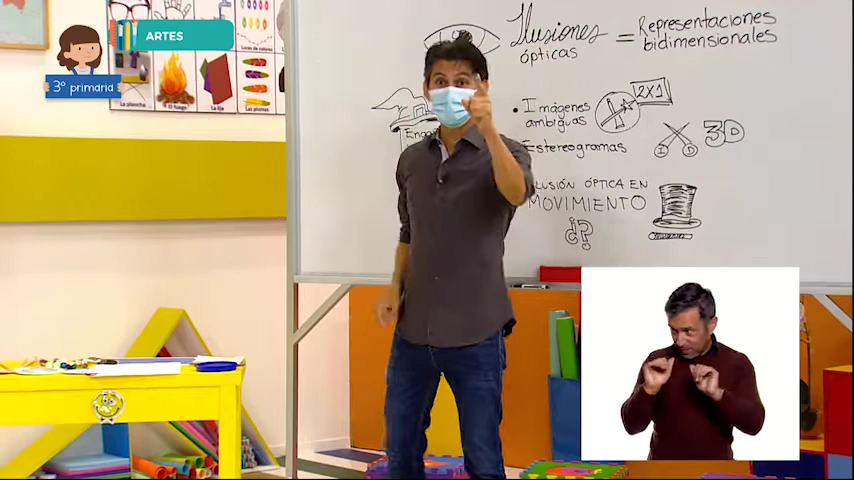 ARTES
3° primaria
La plancha
El fuego
La lija
Las plumas
Ilusiones
ópticas
= Representaciones
bidimensionales
Enga
• Imágenes
ambiguas
2X1
Estereogramas
I D
3D
ILUSIÓN ÓPTICA EN
MOVIMIENTO
¿?